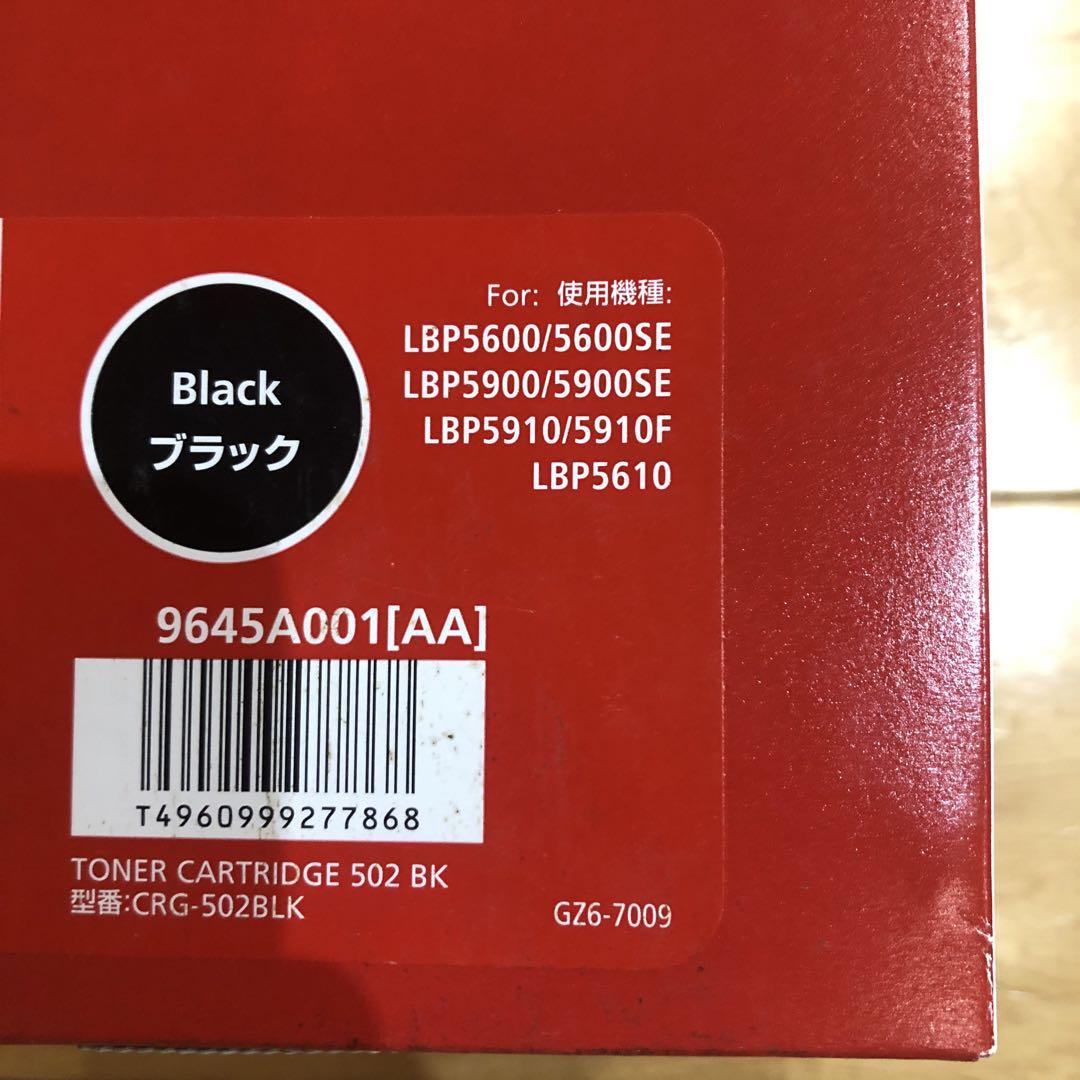 Black
ブラック
For: 使用機種:
LBP5600/5600SE
LBP5900/5900SE
LBP5910/5910F
LBP5610
9645A001[AA]
T4960999277868
TONER CARTRIDGE 502 BK
型番:CRG-502BLK
GZ6-7009